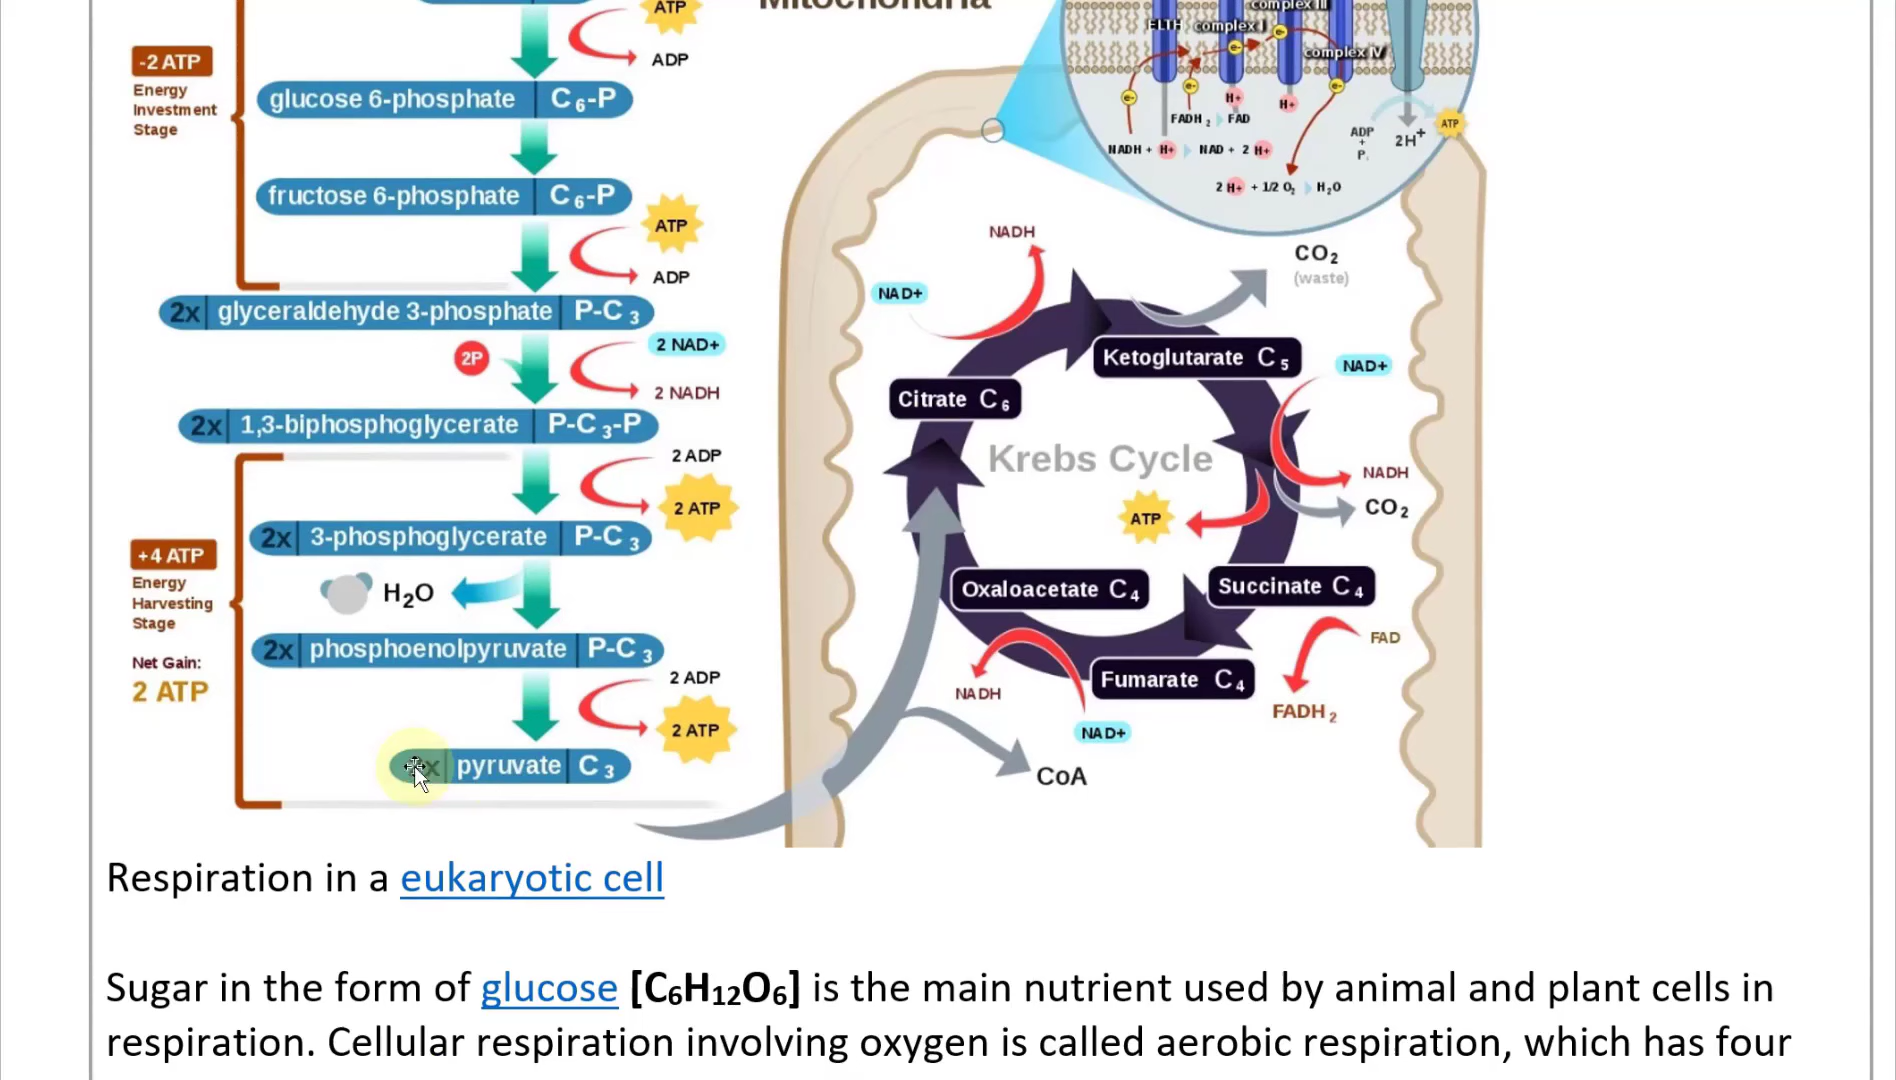 Mitochondria
ATP
ADP
-2 ATP
Energy
Investment
Stage
glucose 6-phosphate C6-P
fructose 6-phosphate C6-P
ATP
ADP
2x glyceraldehyde 3-phosphate P-C3
2P
2 NAD+
2 NADH
2x 1,3-biphosphoglycerate P-C3-P
2 ADP
2 ATP
+4 ATP
Energy
Harvesting
Stage
Net Gain:
2 ATP
2x 3-phosphoglycerate P-C3
H2O
2x phosphoenolpyruvate P-C3
2 ADP
2 ATP
pyruvate C3
complex III
ELTH complex I
complex IV
e- e- e-
e- e- e-
H+ H+
FADH2 FAD
NADH + H+ NAD + 2 H+
ADP
+
P.
2H+
ATP
2 H+ + 1/2 O2 H2O
NADH
NAD+
CO2
(waste)
Ketoglutarate C5
NAD+
Citrate C6
Krebs Cycle
NADH
CO2
ATP
Oxaloacetate C4
Succinate C4
FAD
Fumarate C4
NADH
NAD+
FADH2
CoA
Respiration in a eukaryotic cell
Sugar in the form of glucose [C6H12O6] is the main nutrient used by animal and plant cells in
respiration. Cellular respiration involving oxygen is called aerobic respiration, which has four